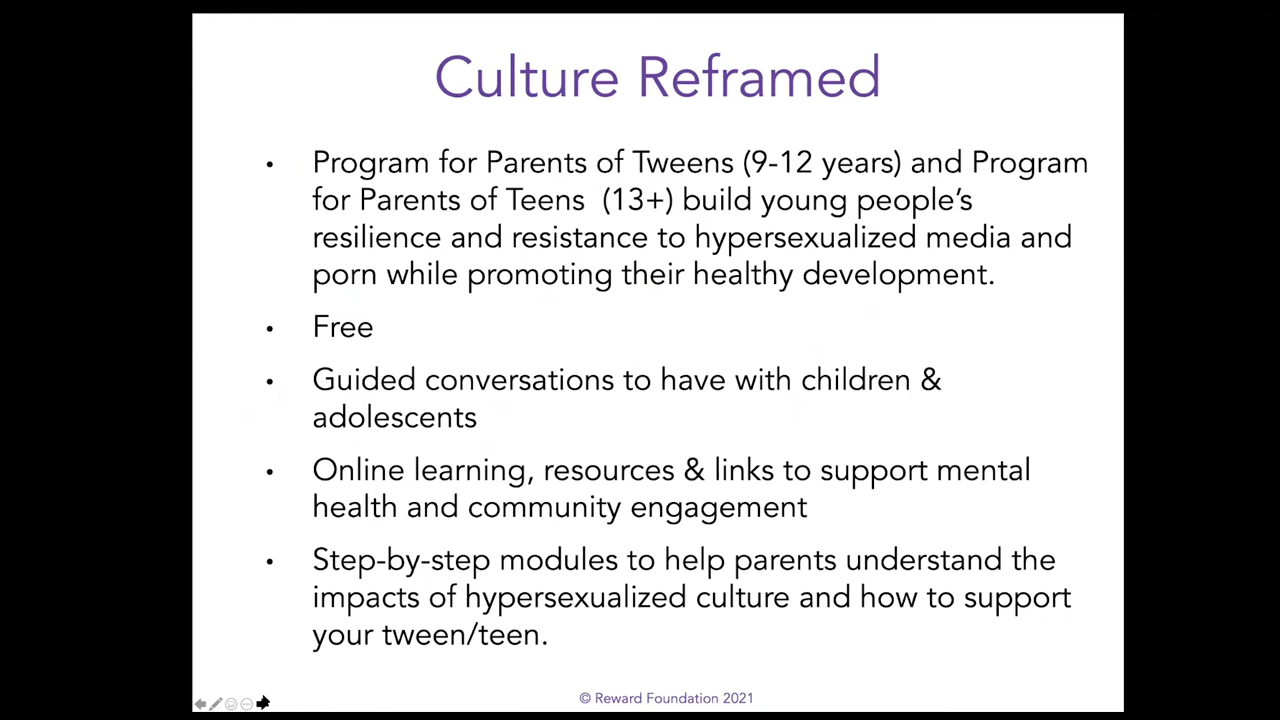 Culture Reframed
• Program for Parents of Tweens (9-12 years) and Program
for Parents of Teens  (13+) build young people’s
resilience and resistance to hypersexualized media and
porn while promoting their healthy development.
• Free
• Guided conversations to have with children &
adolescents
• Online learning, resources & links to support mental
health and community engagement
• Step-by-step modules to help parents understand the
impacts of hypersexualized culture and how to support
your tween/teen.
© Reward Foundation 2021